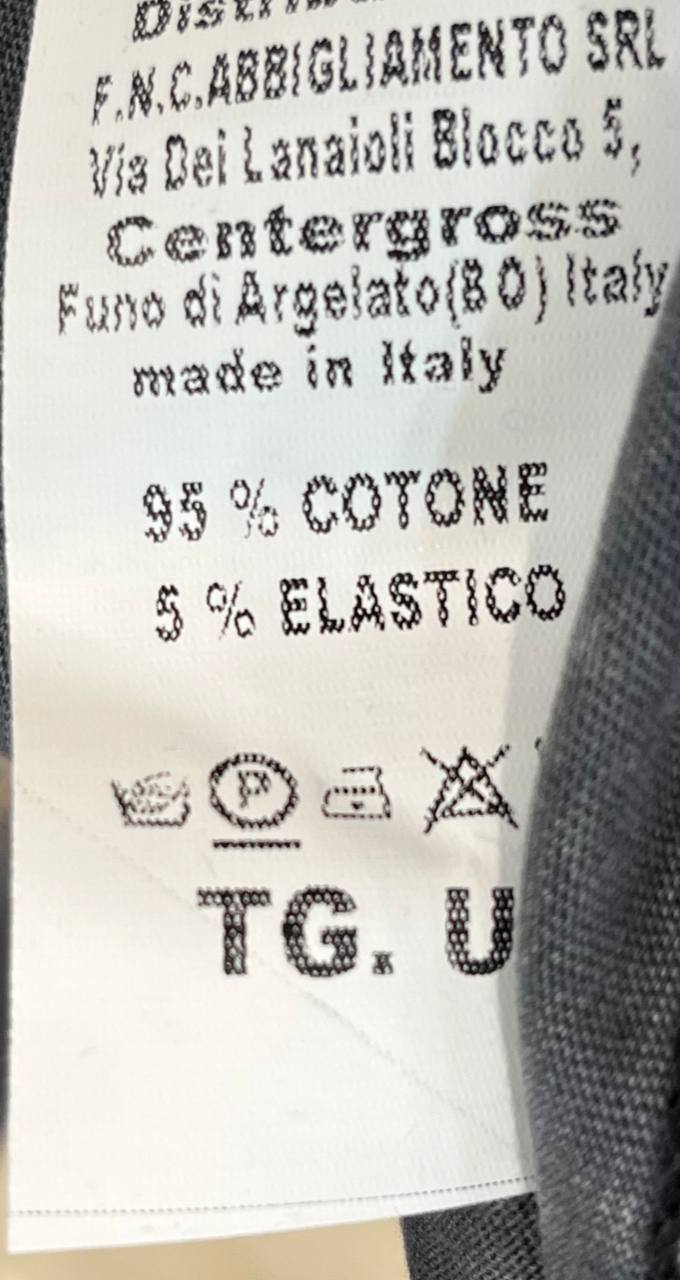 F.N.C.ABBIGLIAMENTO SRL
Via Dei Lanaioli Blocco 5,
Centergross
Funo di Argelato(BO) Italy
made in Italy
95 % COTONE
5 % ELASTICO
P
TG. U